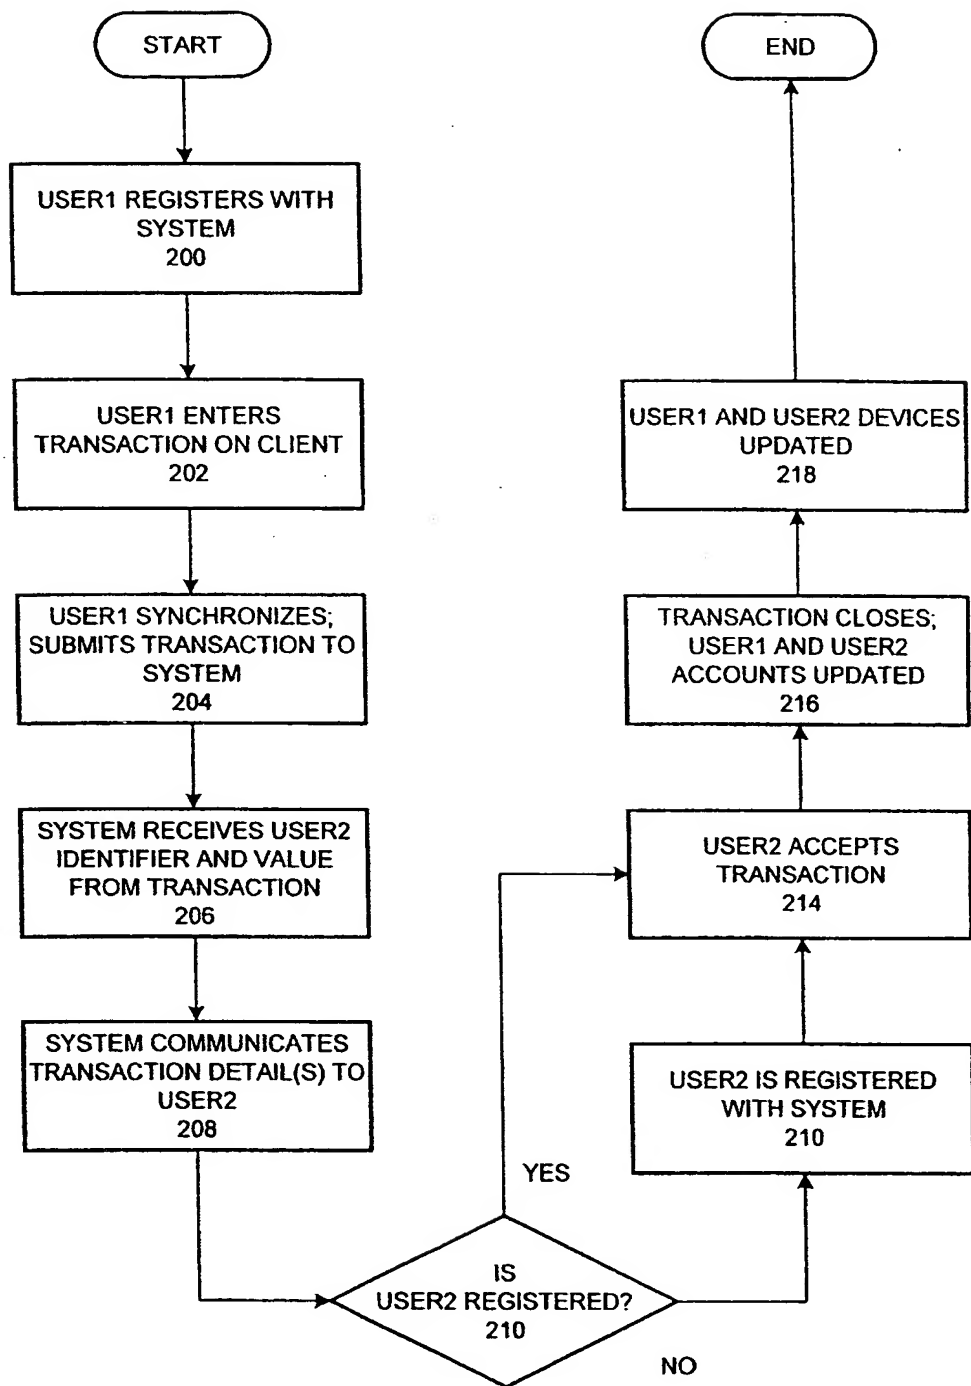 START
USER1 REGISTERS WITH
SYSTEM
200
USER1 ENTERS
TRANSACTION ON CLIENT
202
USER1 SYNCHRONIZES;
SUBMITS TRANSACTION TO
SYSTEM
204
SYSTEM RECEIVES USER2
IDENTIFIER AND VALUE
FROM TRANSACTION
206
SYSTEM COMMUNICATES
TRANSACTION DETAIL(S) TO
USER2
208
IS
USER2 REGISTERED?
210
YES
NO
USER2 IS REGISTERED
WITH SYSTEM
210
USER2 ACCEPTS
TRANSACTION
214
TRANSACTION CLOSES;
USER1 AND USER2
ACCOUNTS UPDATED
216
USER1 AND USER2 DEVICES
UPDATED
218
END